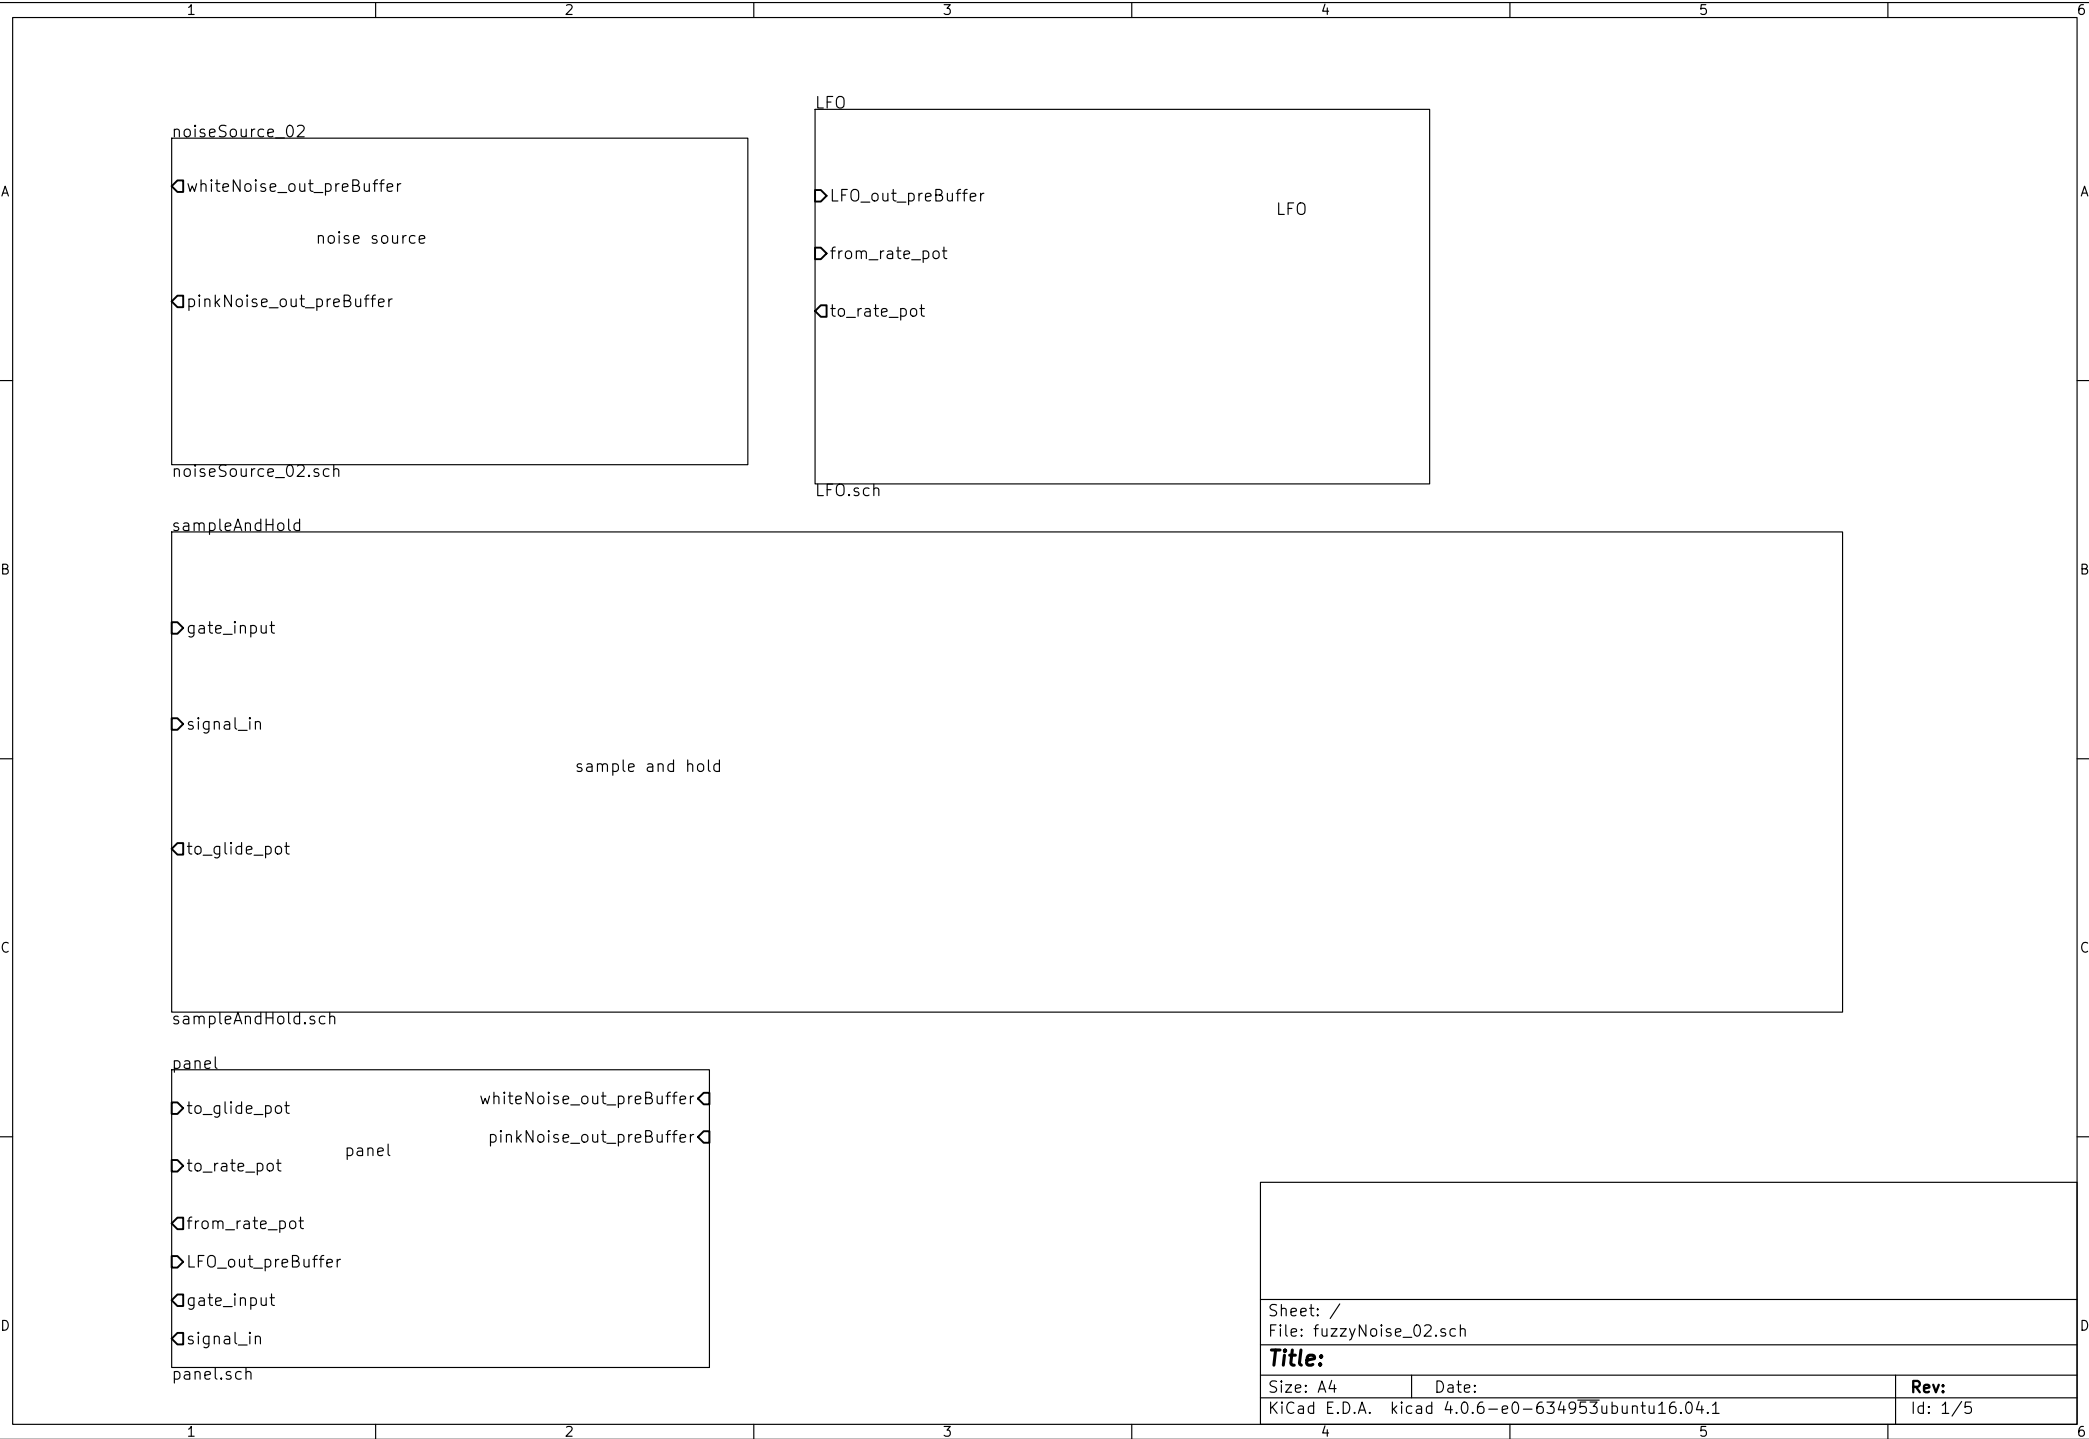 1 2 3 4 5 6
LFO
noiseSource_02
whiteNoise_out_preBuffer
A
A
LFO_out_preBuffer
LFO
noise source
from_rate_pot
pinkNoise_out_preBuffer
to_rate_pot
noiseSource_02.sch
LFO.sch
sampleAndHold
B
B
gate_input
signal_in
sample and hold
to_glide_pot
C
C
sampleAndHold.sch
panel
whiteNoise_out_preBuffer
to_glide_pot
pinkNoise_out_preBuffer
panel
to_rate_pot
from_rate_pot
LFO_out_preBuffer
gate_input
signal_in
panel.sch
D
D
Sheet: /
File: fuzzyNoise_02.sch
Title:
Size: A4 Date: Rev:
KiCad E.D.A. kicad 4.0.6-e0-634953ubuntu16.04.1 Id: 1/5
1 2 3 4 5 6